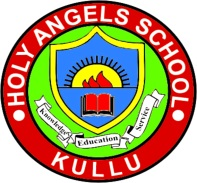 HOLY ANGELS SCHOOL
Knowledge
Education
Service
KULLU